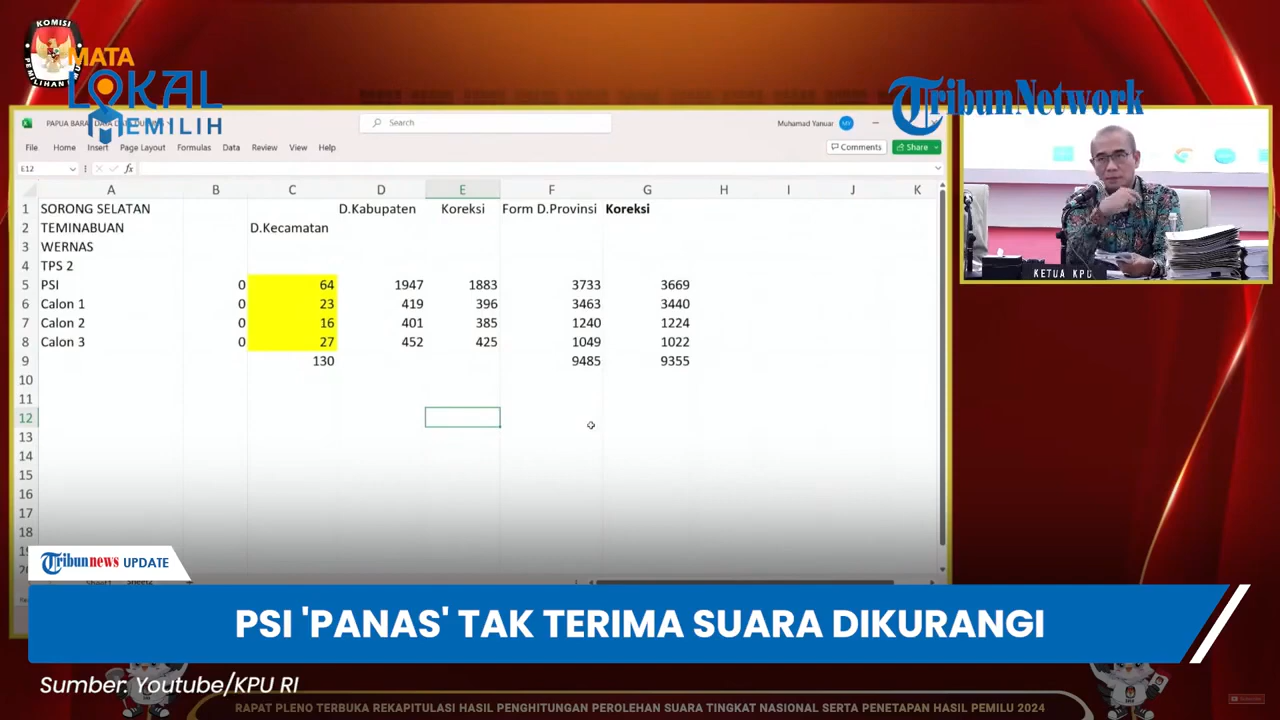 KOMISI
PEMILIHAN UMUM
MATA
LOKAL
MEMILIH
TribunNetwork
Search
Muhamad Yanuar
MY
File Home Insert Page Layout Formulas Data Review View Help
Comments
Share
E12
fx
A B C D E F G H I J K
1 SORONG SELATAN D.Kabupaten Koreksi Form D.Provinsi Koreksi
2 TEMINABUAN D.Kecamatan
3 WERNAS
4 TPS 2
5 PSI 0 64 1947 1883 3733 3669
6 Calon 1 0 23 419 396 3463 3440
7 Calon 2 0 16 401 385 1240 1224
8 Calon 3 0 27 452 425 1049 1022
9 130 9485 9355
10
11
12
13
14
15
16
17
18
KETUA KPU
Tribunnews UPDATE
PSI 'PANAS' TAK TERIMA SUARA DIKURANGI
Sumber: Youtube/KPU RI
RAPAT PLENO TERBUKA REKAPITULASI HASIL PENGHITUNGAN PEROLEHAN SUARA TINGKAT NASIONAL SERTA PENETAPAN HASIL PEMILU 2024